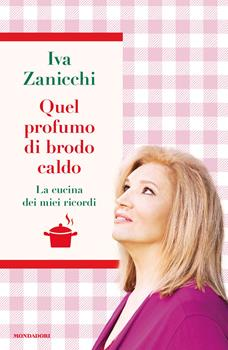 Iva
Zanicchi
Quel
profumo
di brodo
caldo
La cucina
dei miei ricordi
MONDADORI